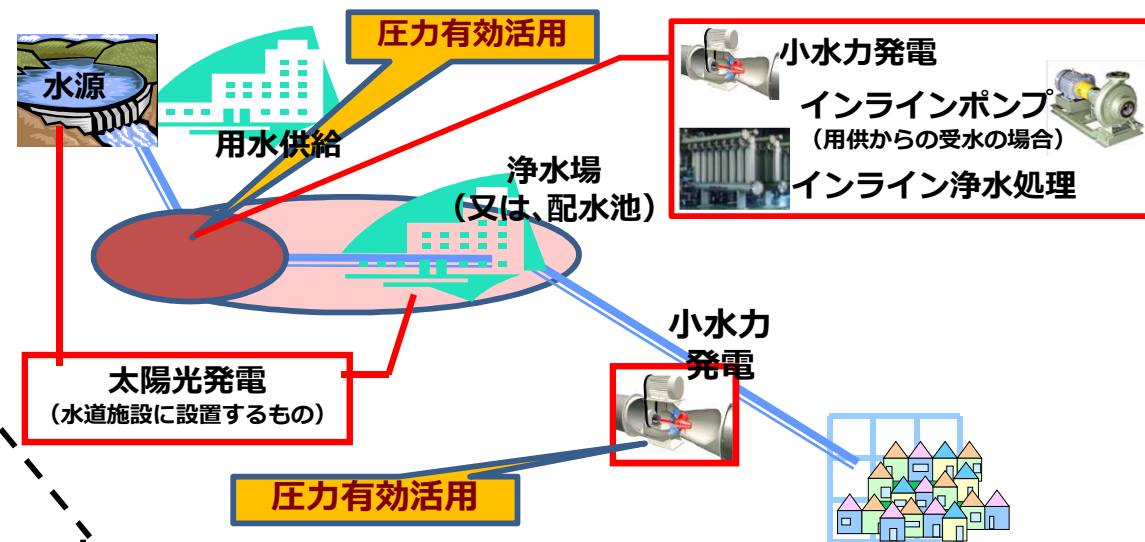 圧力有効活用
水源
用水供給
小水力発電
インラインポンプ
（用供からの受水の場合）
インライン浄水処理
浄水場
（又は、配水池）
小水力
発電
太陽光発電
（水道施設に設置するもの）
圧力有効活用